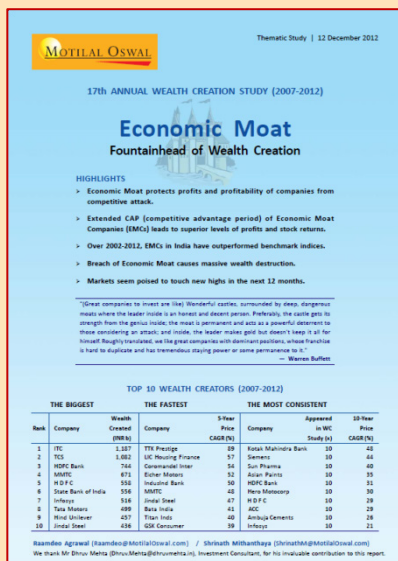 MOTILAL OSWAL
Thematic Study | 12 December 2012
17th ANNUAL WEALTH CREATION STUDY (2007-2012)
Economic Moat
Fountainhead of Wealth Creation
HIGHLIGHTS
➢ Economic Moat protects profits and profitability of companies from
competitive attack.
➢ Extended CAP (competitive advantage period) of Economic Moat
Companies (EMCs) leads to superior levels of profits and stock returns.
➢ Over 2002-2012, EMCs in India have outperformed benchmark indices.
➢ Breach of Economic Moat causes massive wealth destruction.
➢ Markets seem poised to touch new highs in the next 12 months.
"(Great companies to invest are like) Wonderful castles, surrounded by deep, dangerous
moats where the leader inside is an honest and decent person. Preferably, the castle gets its
strength from the genius inside; the moat is permanent and acts as a powerful deterrent to
those considering an attack; and inside, the leader makes gold but doesn't keep it all for
himself. Roughly translated, we like great companies with dominant positions, whose franchise
is hard to duplicate and has tremendous staying power or some permanence to it."
— Warren Buffett
TOP 10 WEALTH CREATORS (2007-2012)
THE BIGGEST THE FASTEST THE MOST CONSISTENT
Wealth 5-Year Appeared 10-Year
Rank Company Created Company Price Company in WC Price
(INR b) CAGR (%) Study (x) CAGR (%)
1 ITC 1,187 TTK Prestige 89 Kotak Mahindra Bank 10 48
2 TCS 1,082 LIC Housing Finance 57 Siemens 10 44
3 HDFC Bank 744 Coromandel Inter 54 Sun Pharma 10 40
4 MMTC 671 Eicher Motors 52 Asian Paints 10 35
5 H D F C 558 IndusInd Bank 50 HDFC Bank 10 31
6 State Bank of India 556 MMTC 48 Hero Motocorp 10 30
7 Infosys 516 Jindal Steel 47 H D F C 10 29
8 Tata Motors 499 Bata India 41 ACC 10 29
9 Hind Unilever 457 Titan Inds 40 Ambuja Cements 10 26
10 Jindal Steel 436 GSK Consumer 39 Infosys 10 21
Raamdeo Agrawal (Raamdeo@MotilalOswal.com) / Shrinath Mithanthaya (ShrinathM@MotilalOswal.com)
We thank Mr Dhruv Mehta (Dhruv.Mehta@dhruvmehta.in), Investment Consultant, for his invaluable contribution to this report.